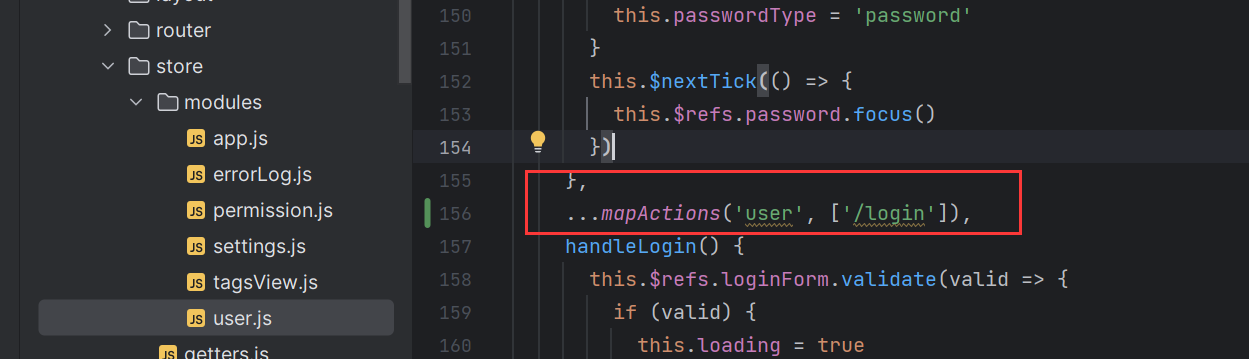 layout
router
store
modules
JS app.js
JS errorLog.js
JS permission.js
JS settings.js
JS tagsView.js
JS user.js
JS getters.js
150 this.passwordType = 'password'
151 }
152 this.$nextTick(() => {
153 this.$refs.password.focus()
154 })
155 },
156 ...mapActions('user', ['/login']),
157 handleLogin() {
158 this.$refs.loginForm.validate(valid => {
159 if (valid) {
160 this.loading = true